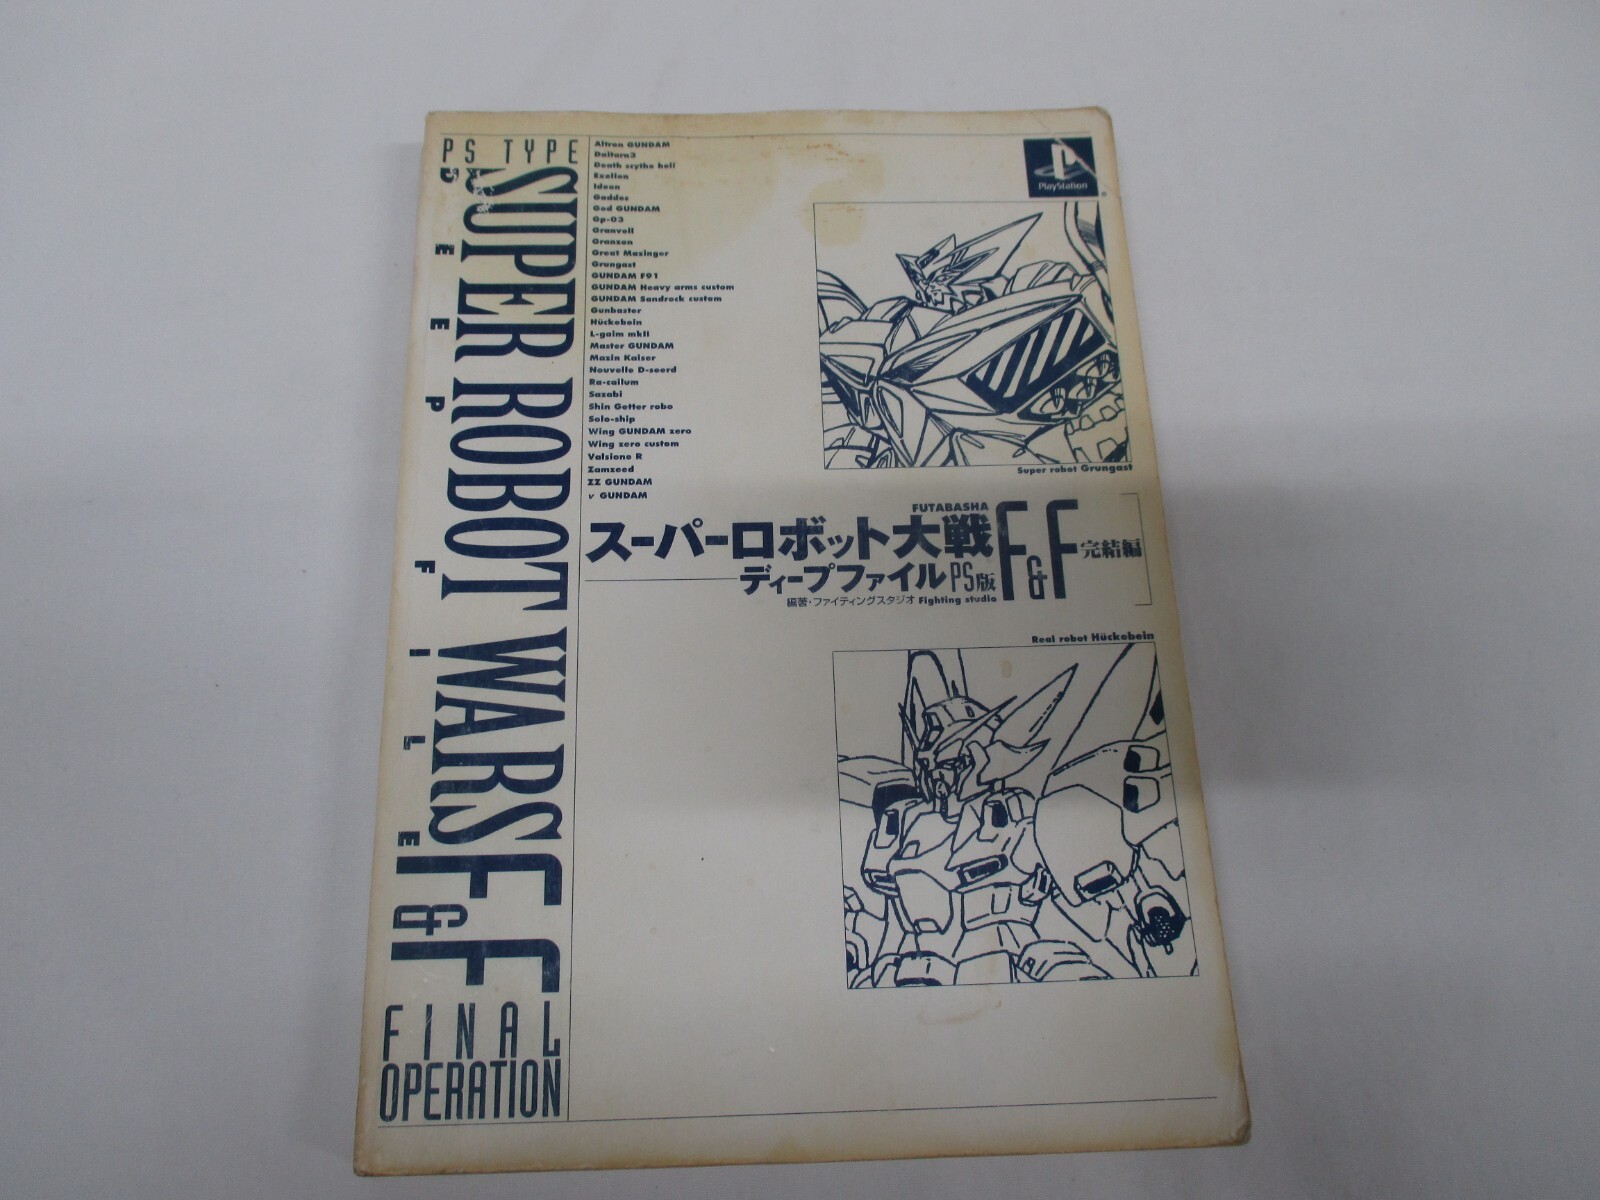 PS TYPE
SUPER ROBOT WARS F&F
DEEP FILE
FINAL
OPERATION
Altron GUNDAM
Daitarn3
Death scythe hell
Exellon
Ideon
Gaddes
God GUNDAM
Gp-03
Granvell
Granzon
Great Mazinger
Grungast
GUNDAM F91
GUNDAM Heavy arms custom
GUNDAM Sandrock custom
Gunbaster
Hückebein
L-gaim mkII
Master GUNDAM
Mazin Kaiser
Nouvelle D-seerd
Ra-cailum
Sazabi
Shin Getter robo
Solo-ship
Wing GUNDAM zero
Wing zero custom
Valsione R
Zamzeed
ZZ GUNDAM
ν GUNDAM
PlayStation
Super robot Grungast
FUTABASHA
スーパーロボット大戦F&F完結編
ディープファイルPS版
編著・ファイティングスタジオ Fighting studio
Real robot Hückebein